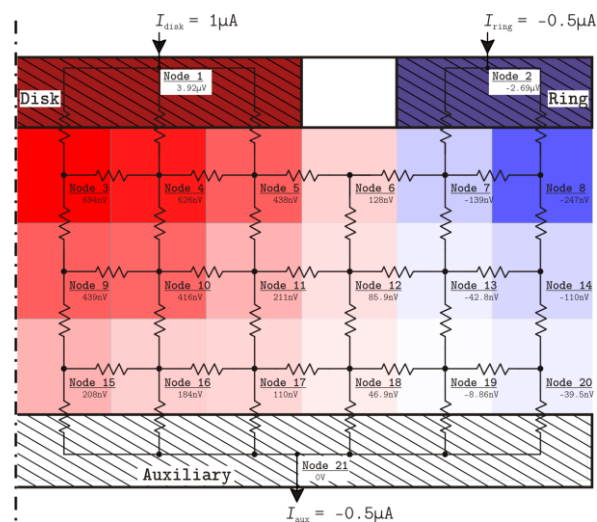 I_disk = 1μA
I_ring = -0.5μA
Node 1
3.92μV
Node 2
-2.69μV
Disk
Ring
Node 3
694nV
Node 4
626nV
Node 5
438nV
Node 6
128nV
Node 7
-139nV
Node 8
-247nV
Node 9
439nV
Node 10
416nV
Node 11
211nV
Node 12
85.9nV
Node 13
-42.8nV
Node 14
-110nV
Node 15
208nV
Node 16
184nV
Node 17
110nV
Node 18
46.9nV
Node 19
-8.86nV
Node 20
-39.5nV
Auxiliary
Node 21
0V
I_aux = -0.5μA